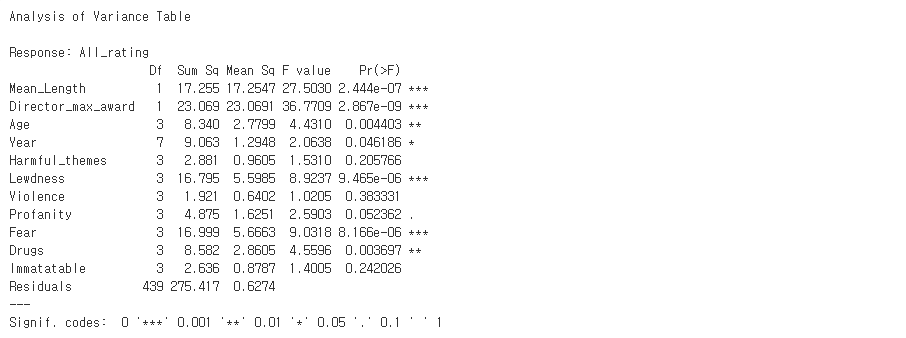 Analysis of Variance Table
Response: All_rating
Df Sum Sq Mean Sq F value Pr(>F)
Mean_Length 1 17.255 17.2547 27.5030 2.444e-07 ***
Director_max_award 1 23.069 23.0691 36.7709 2.867e-09 ***
Age 3 8.340 2.7799 4.4310 0.004403 **
Year 7 9.063 1.2948 2.0638 0.046186 *
Harmful_themes 3 2.881 0.9605 1.5310 0.205766
Lewdness 3 16.795 5.5985 8.9237 9.465e-06 ***
Violence 3 1.921 0.6402 1.0205 0.383331
Profanity 3 4.875 1.6251 2.5903 0.052362 .
Fear 3 16.999 5.6663 9.0318 8.166e-06 ***
Drugs 3 8.582 2.8605 4.5596 0.003697 **
Immatatable 3 2.636 0.8787 1.4005 0.242026
Residuals 439 275.417 0.6274
---
Signif. codes: 0 '***' 0.001 '**' 0.01 '*' 0.05 '.' 0.1 ' ' 1